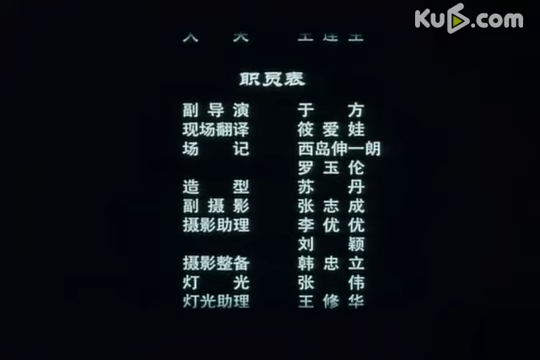 Ku6.com
职员表
副导演 于方
现场翻译 筱爱娃
场记 西岛伸一朗
罗玉伦
造型 苏丹
副摄影 张志成
摄影助理 李优优
刘颖
摄影整备 韩忠立
灯光 张伟
灯光助理 王修华